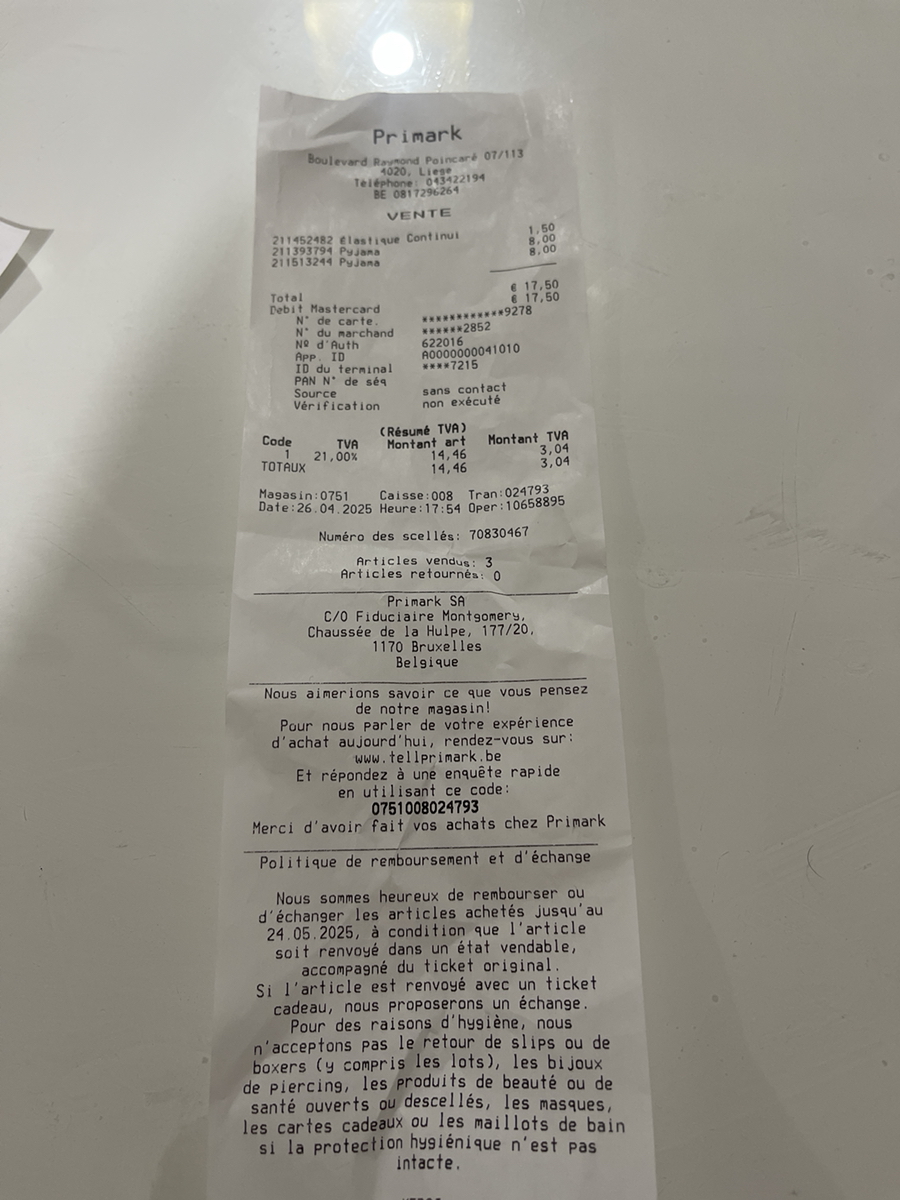 Primark
Boulevard Raymond Poincaré 07/113
4020, Liege
Téléphone: 043422194
BE 0817296264
VENTE
211452482 Élastique Continui 1,50
211393794 Pyjama 8,00
211513244 Pyjama 8,00
Total € 17,50
Debit Mastercard € 17,50
N° de carte. ************9278
N° du marchand ******2852
Nº d'Auth 622016
App. ID A0000000041010
ID du terminal ****7215
PAN N° de séq
Source sans contact
Vérification non exécuté
(Résumé TVA)
Code TVA Montant art Montant TVA
1 21,00% 14,46 3,04
TOTAUX 14,46 3,04
Magasin:0751 Caisse:008 Tran:024793
Date:26.04.2025 Heure:17:54 Oper:10658895
Numéro des scellés: 70830467
Articles vendus: 3
Articles retournés: 0
Primark SA
C/O Fiduciaire Montgomery,
Chaussée de la Hulpe, 177/20,
1170 Bruxelles
Belgique
Nous aimerions savoir ce que vous pensez
de notre magasin!
Pour nous parler de votre expérience
d'achat aujourd'hui, rendez-vous sur:
www.tellprimark.be
Et répondez à une enquête rapide
en utilisant ce code:
0751008024793
Merci d'avoir fait vos achats chez Primark
Politique de remboursement et d'échange
Nous sommes heureux de rembourser ou
d'échanger les articles achetés jusqu'au
24.05.2025, à condition que l'article
soit renvoyé dans un état vendable,
accompagné du ticket original.
Si l'article est renvoyé avec un ticket
cadeau, nous proposerons un échange.
Pour des raisons d'hygiène, nous
n'acceptons pas le retour de slips ou de
boxers (y compris les lots), les bijoux
de piercing, les produits de beauté ou de
santé ouverts ou descellés, les masques,
les cartes cadeaux ou les maillots de bain
si la protection hygiénique n'est pas
intacte.